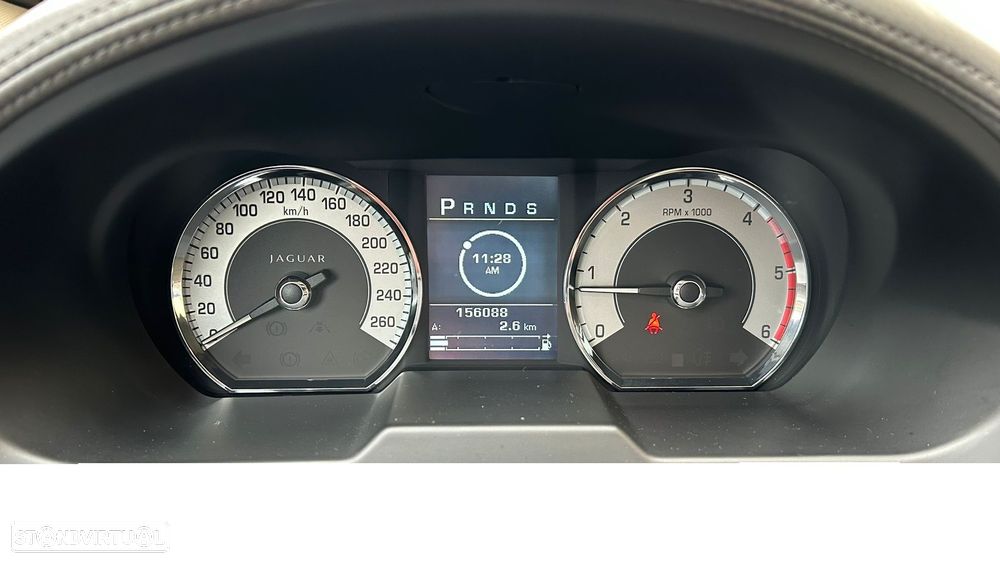 0 20 40 60 80 100 120 140 160 180 200 220 240 260
km/h
JAGUAR
P R N D S
11:28
AM
156088
A: 2.6 km
0 1 2 3 4 5 6
RPM x 1000
STANDVIRTUAL